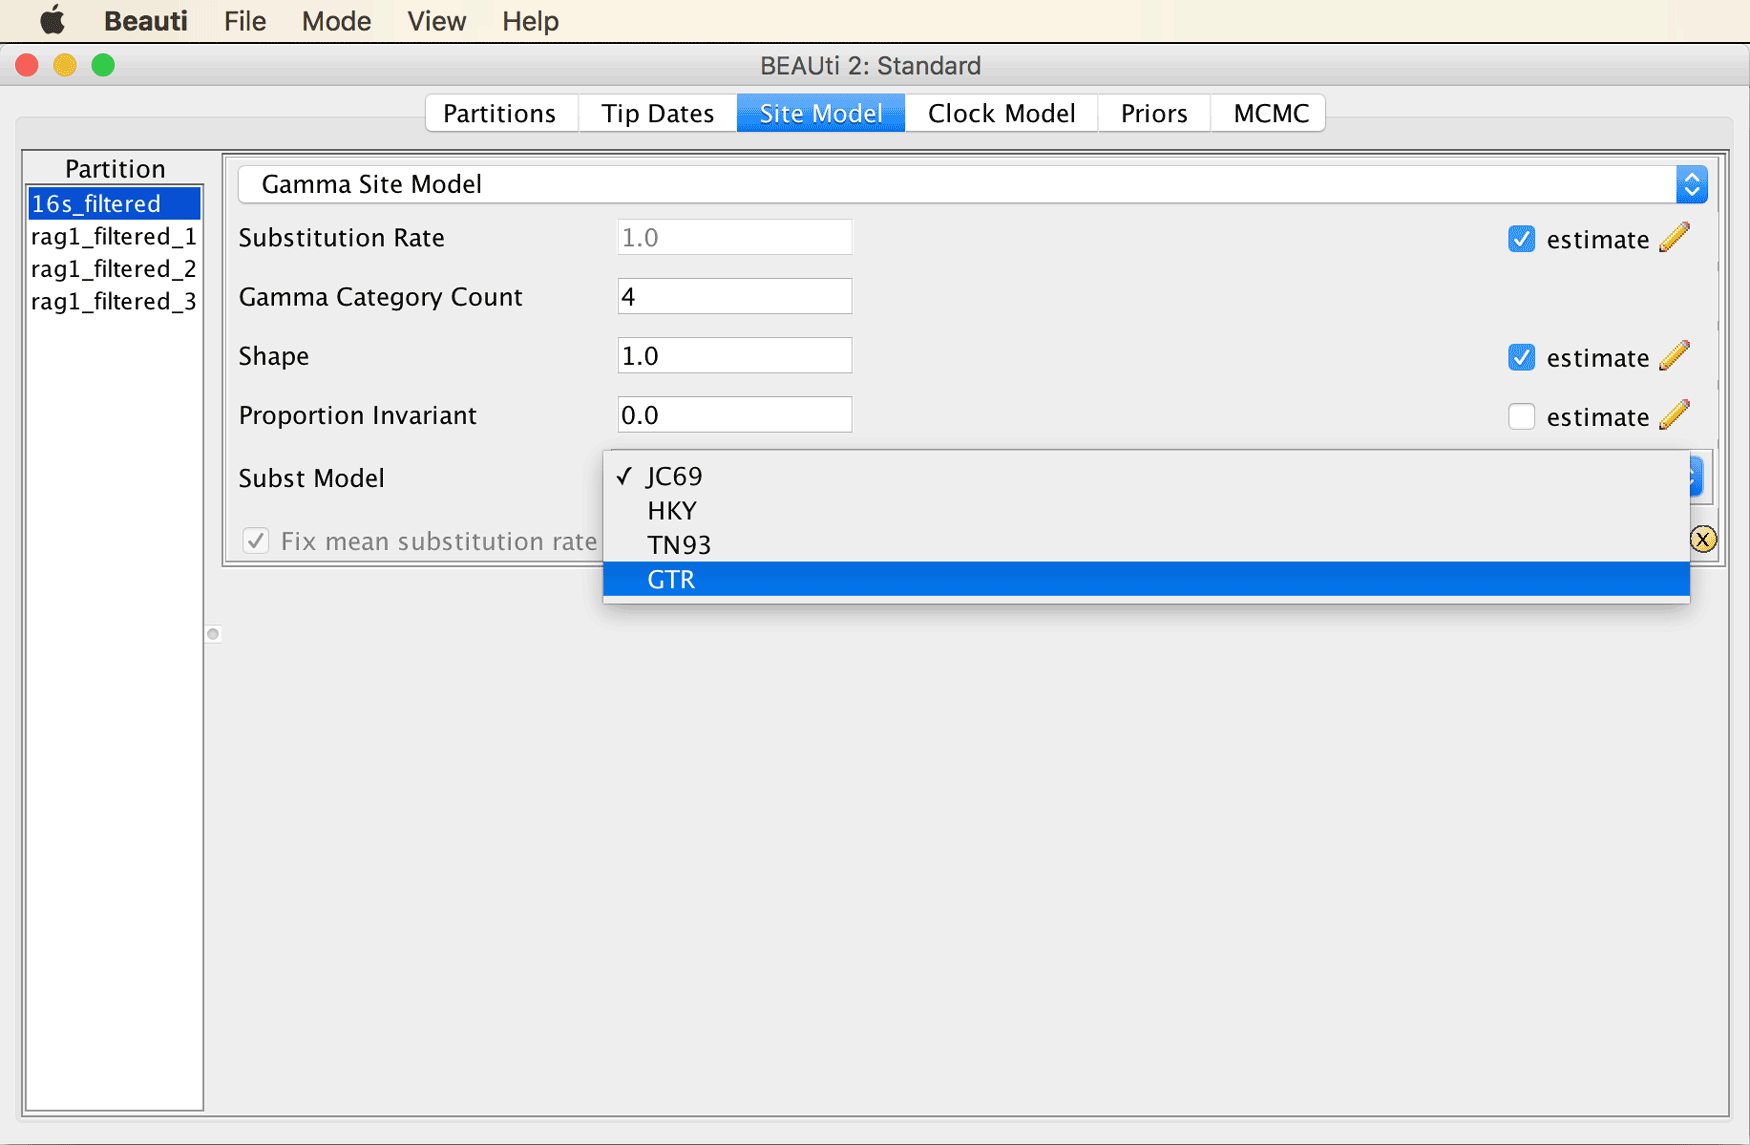 Beauti File Mode View Help
BEAUti 2: Standard
Partitions Tip Dates Site Model Clock Model Priors MCMC
Partition
16s_filtered
rag1_filtered_1
rag1_filtered_2
rag1_filtered_3
Gamma Site Model
Substitution Rate 1.0 estimate
Gamma Category Count 4
Shape 1.0 estimate
Proportion Invariant 0.0 estimate
Subst Model ✓ JC69
HKY
TN93
GTR
Fix mean substitution rate